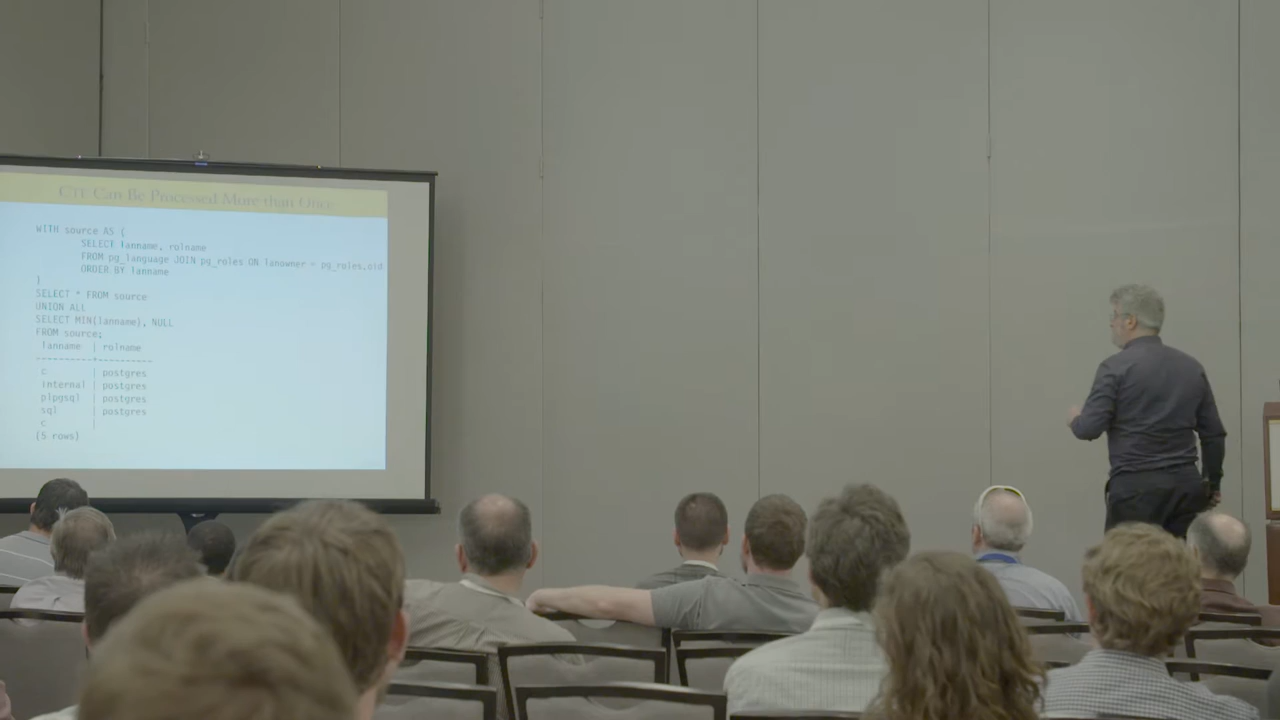 CTE Can Be Processed More than Once
WITH source AS (
SELECT lanname, rolname
FROM pg_language JOIN pg_roles ON lanowner = pg_roles.oid
ORDER BY lanname
)
SELECT * FROM source
UNION ALL
SELECT MIN(lanname), NULL
FROM source;
lanname | rolname
----------+----------
c | postgres
internal | postgres
plpgsql | postgres
sql | postgres
c |
(5 rows)